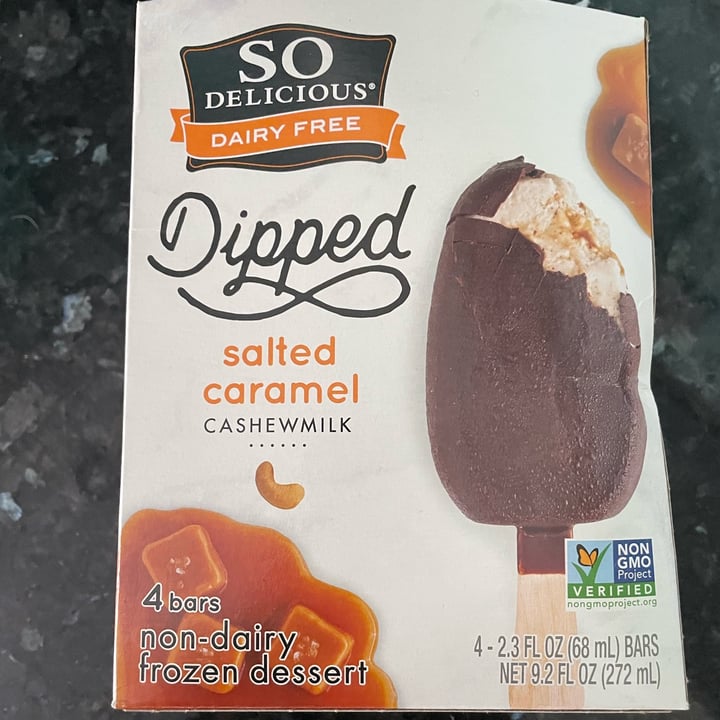 SO
DELICIOUS®
DAIRY FREE
Dipped
salted
caramel
CASHEWMILK
4 bars
non-dairy
frozen dessert
NON
GMO
Project
VERIFIED
nongmoproject.org
4 - 2.3 FL OZ (68 mL) BARS
NET 9.2 FL OZ (272 mL)